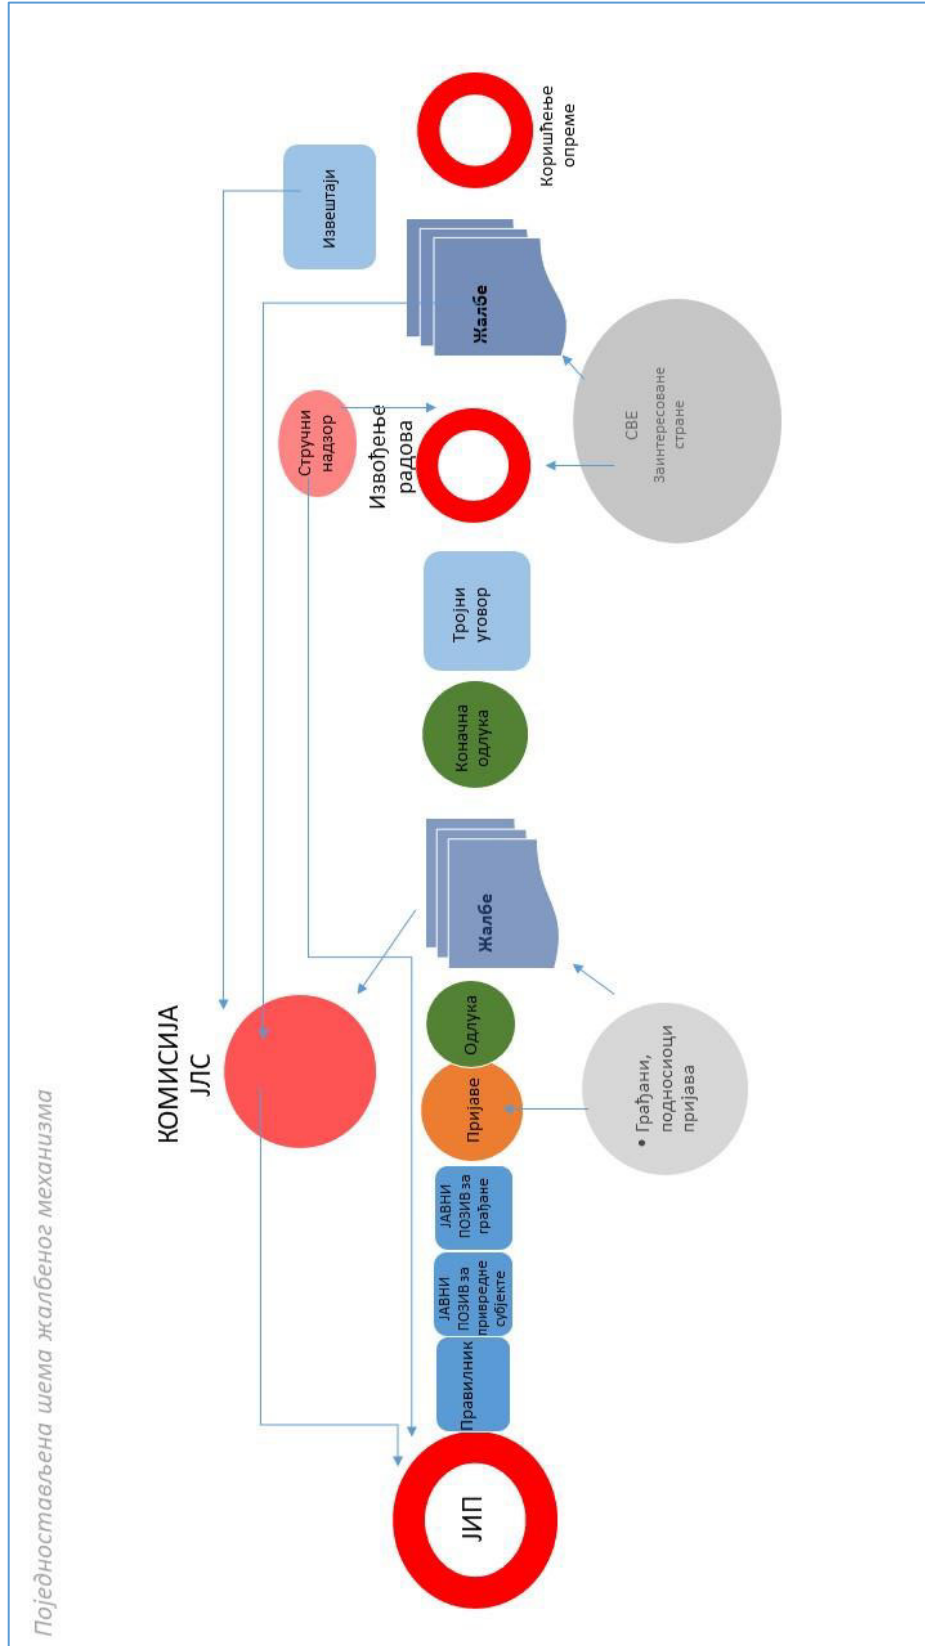 Поједностављена шема жалбеног механизма
КОМИСИЈА
ЈЛС
ЈИП
Правилник
ЈАВНИ
ПОЗИВ за
привредне
субјекте
ЈАВНИ
ПОЗИВ за
грађане
Пријаве
Одлука
Жалбе
• Грађани,
подносиоци
пријава
Коначна
одлука
Тројни
уговор
Стручни
надзор
Извођење
радова
Жалбе
СВЕ
Заинтересоване
стране
Извештаји
Коришћење
опреме